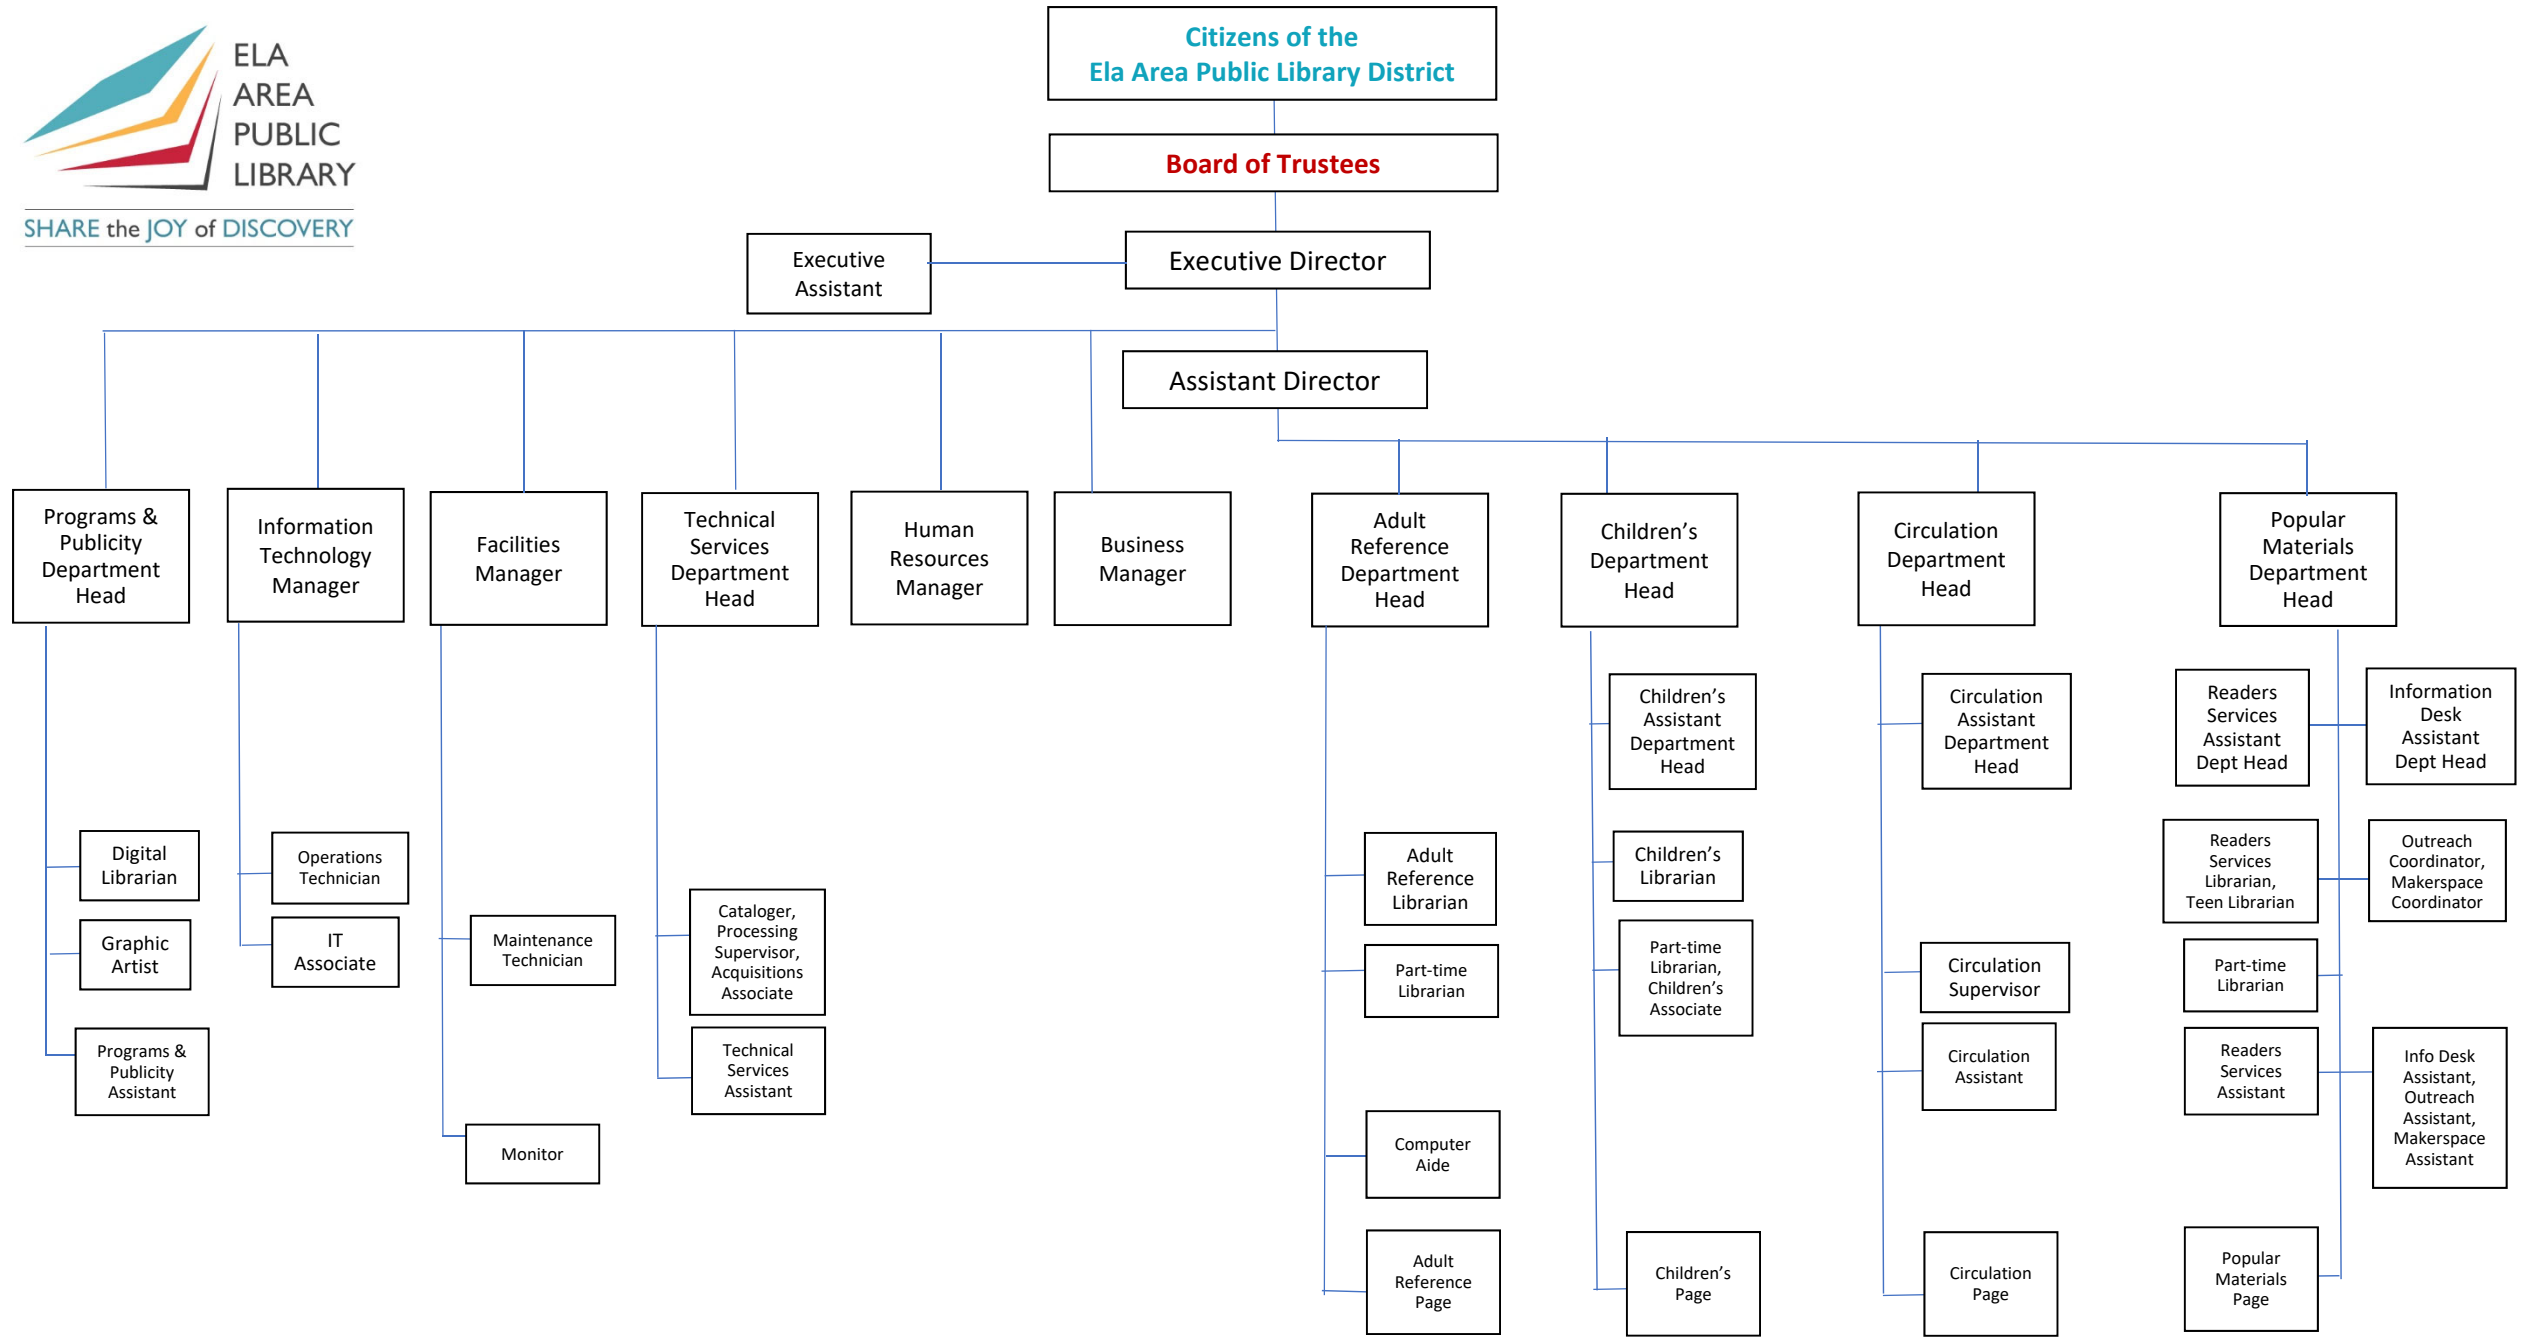 ELA
AREA
PUBLIC
LIBRARY
SHARE the JOY of DISCOVERY
Citizens of the
Ela Area Public Library District
Board of Trustees
Executive
Assistant
Executive Director
Assistant Director
Programs &
Publicity
Department
Head
Information
Technology
Manager
Facilities
Manager
Technical
Services
Department
Head
Human
Resources
Manager
Business
Manager
Adult
Reference
Department
Head
Children’s
Department
Head
Circulation
Department
Head
Popular
Materials
Department
Head
Digital
Librarian
Graphic
Artist
Programs &
Publicity
Assistant
Operations
Technician
IT
Associate
Maintenance
Technician
Monitor
Cataloger,
Processing
Supervisor,
Acquisitions
Associate
Technical
Services
Assistant
Adult
Reference
Librarian
Part-time
Librarian
Computer
Aide
Adult
Reference
Page
Children’s
Assistant
Department
Head
Children’s
Librarian
Part-time
Librarian,
Children’s
Associate
Children’s
Page
Circulation
Assistant
Department
Head
Circulation
Supervisor
Circulation
Assistant
Circulation
Page
Readers
Services
Assistant
Dept Head
Information
Desk
Assistant
Dept Head
Readers
Services
Librarian,
Teen Librarian
Outreach
Coordinator,
Makerspace
Coordinator
Part-time
Librarian
Readers
Services
Assistant
Info Desk
Assistant,
Outreach
Assistant,
Makerspace
Assistant
Popular
Materials
Page